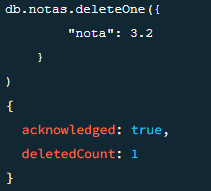 db.notas.deleteOne({
"nota": 3.2
}
)
{
acknowledged: true,
deletedCount: 1
}